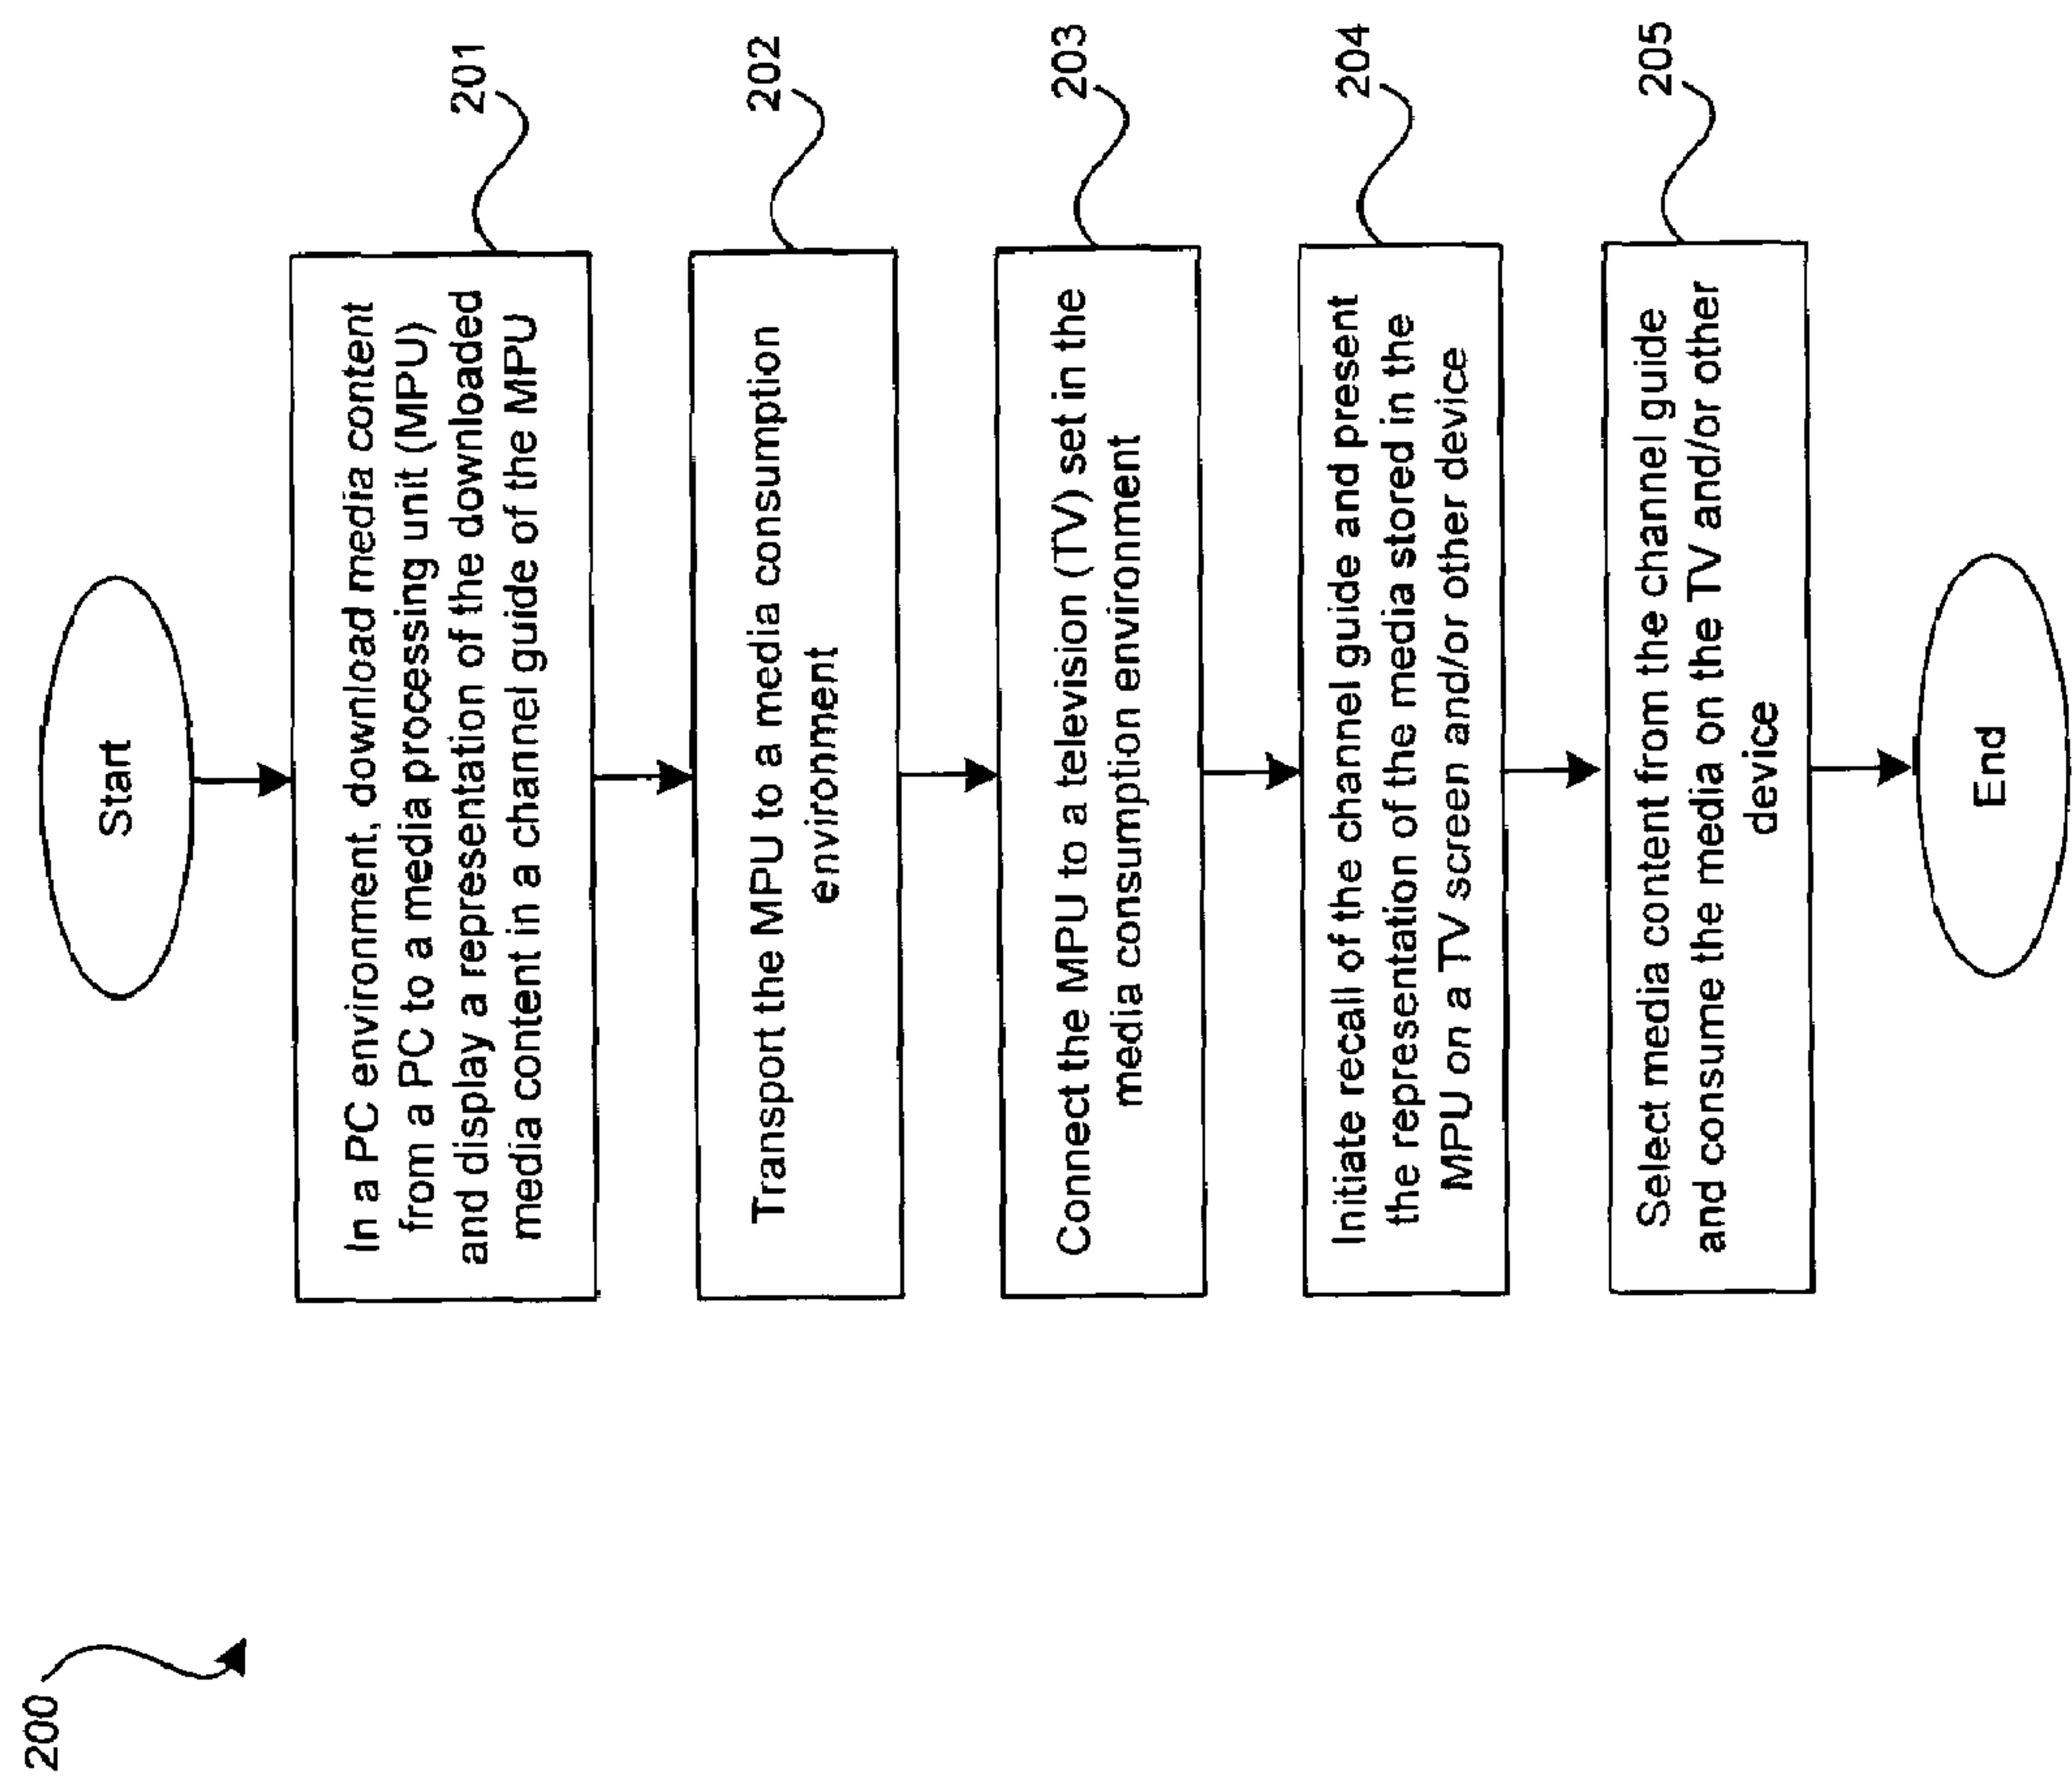 200
Start
In a PC environment, download media content
from a PC to a media processing unit (MPU)
and display a representation of the downloaded
media content in a channel guide of the MPU
201
Transport the MPU to a media consumption
environment
202
Connect the MPU to a television (TV) set in the
media consumption environment
203
Initiate recall of the channel guide and present
the representation of the media stored in the
MPU on a TV screen and/or other device
204
Select media content from the channel guide
and consume the media on the TV and/or other
device
205
End